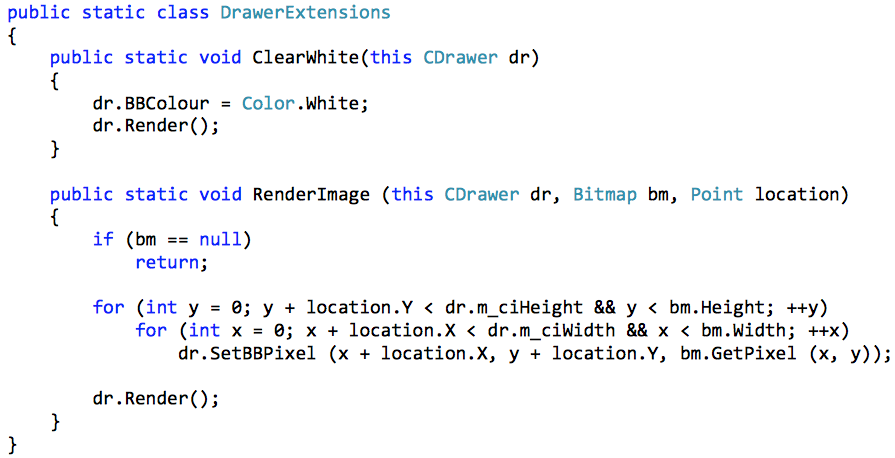 public static class DrawerExtensions
{
    public static void ClearWhite(this CDrawer dr)
    {
        dr.BBColour = Color.White;
        dr.Render();
    }

    public static void RenderImage (this CDrawer dr, Bitmap bm, Point location)
    {
        if (bm == null)
            return;

        for (int y = 0; y + location.Y < dr.m_ciHeight && y < bm.Height; ++y)
            for (int x = 0; x + location.X < dr.m_ciWidth && x < bm.Width; ++x)
                dr.SetBBPixel (x + location.X, y + location.Y, bm.GetPixel (x, y));

        dr.Render();
    }
}